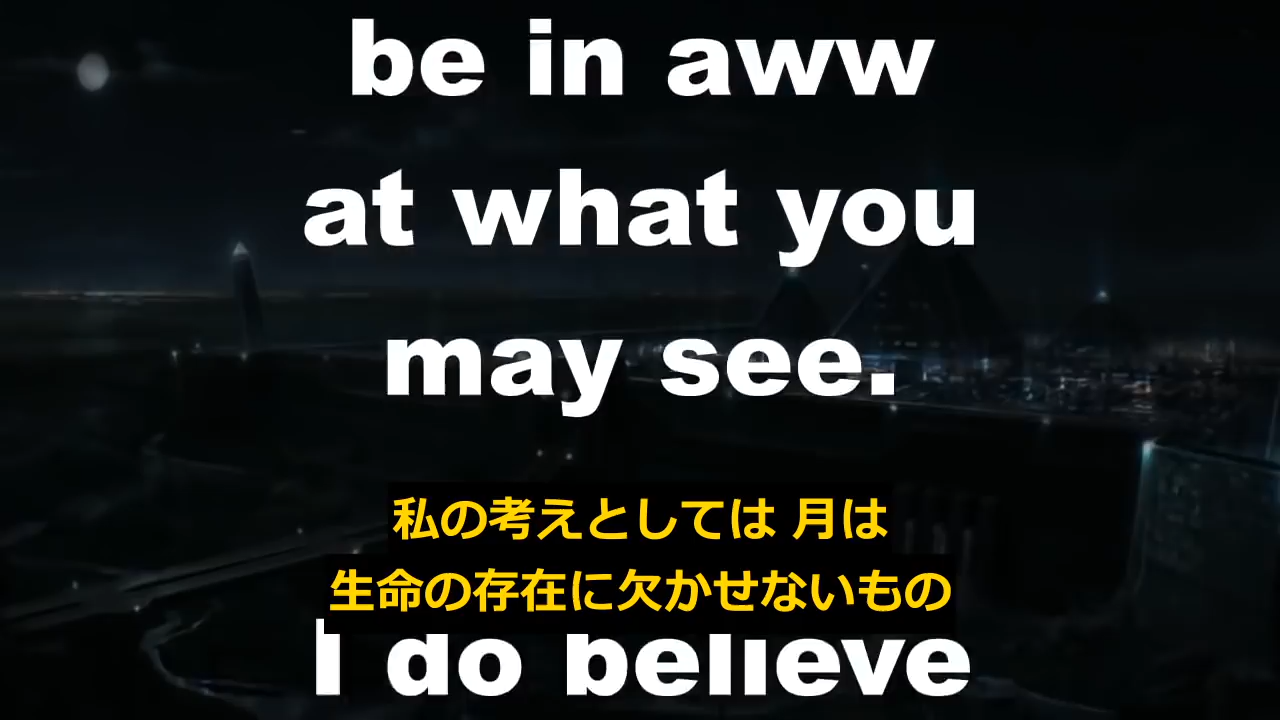 be in aww
at what you
may see.
私の考えとしては 月は
生命の存在に欠かせないもの
I do believe